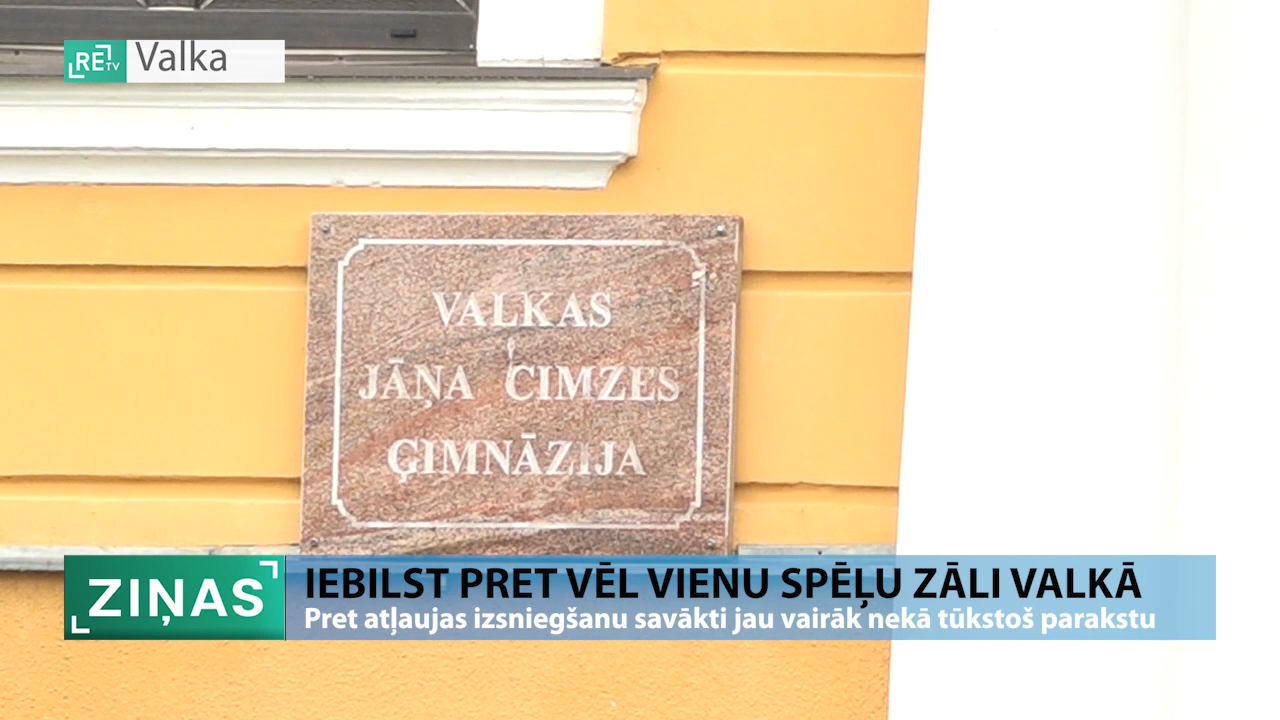 RE TV
Valka
VALKAS
JĀŅA CIMZES
ĢIMNĀZIJA
ZIŅAS
IEBILST PRET VĒL VIENU SPĒĻU ZĀLI VALKĀ
Pret atļaujas izsniegšanu savākti jau vairāk nekā tūkstoš parakstu